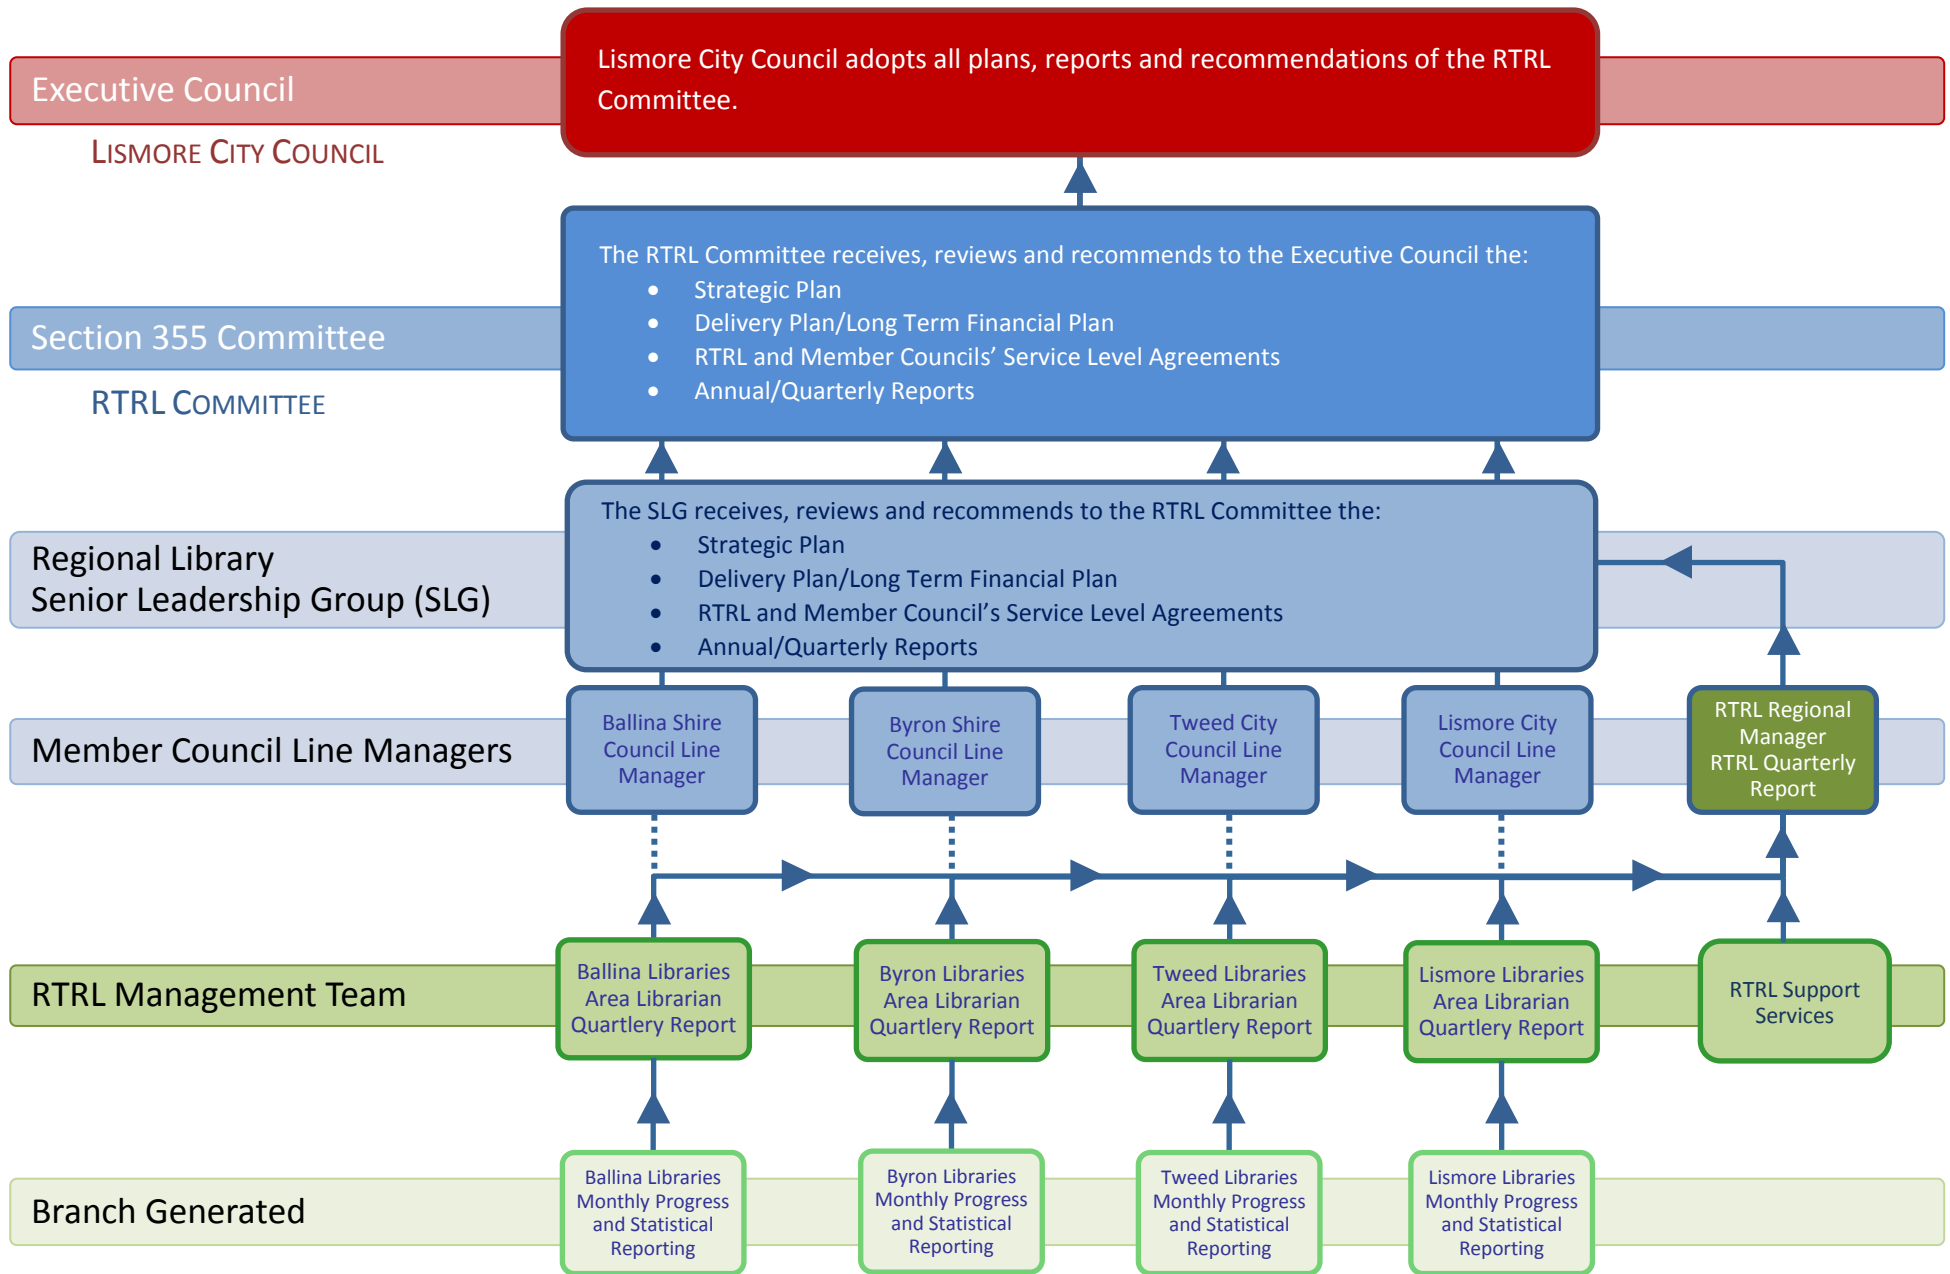 Executive Council
Lismore City Council adopts all plans, reports and recommendations of the RTRL
Committee.
LISMORE CITY COUNCIL
The RTRL Committee receives, reviews and recommends to the Executive Council the:
• Strategic Plan
• Delivery Plan/Long Term Financial Plan
• RTRL and Member Councils’ Service Level Agreements
• Annual/Quarterly Reports
Section 355 Committee
RTRL COMMITTEE
The SLG receives, reviews and recommends to the RTRL Committee the:
• Strategic Plan
• Delivery Plan/Long Term Financial Plan
• RTRL and Member Council’s Service Level Agreements
• Annual/Quarterly Reports
Regional Library
Senior Leadership Group (SLG)
Member Council Line Managers
Ballina Shire
Council Line
Manager
Byron Shire
Council Line
Manager
Tweed City
Council Line
Manager
Lismore City
Council Line
Manager
RTRL Regional
Manager
RTRL Quarterly
Report
RTRL Management Team
Ballina Libraries
Area Librarian
Quartlery Report
Byron Libraries
Area Librarian
Quartlery Report
Tweed Libraries
Area Librarian
Quartlery Report
Lismore Libraries
Area Librarian
Quartlery Report
RTRL Support
Services
Branch Generated
Ballina Libraries
Monthly Progress
and Statistical
Reporting
Byron Libraries
Monthly Progress
and Statistical
Reporting
Tweed Libraries
Monthly Progress
and Statistical
Reporting
Lismore Libraries
Monthly Progress
and Statistical
Reporting